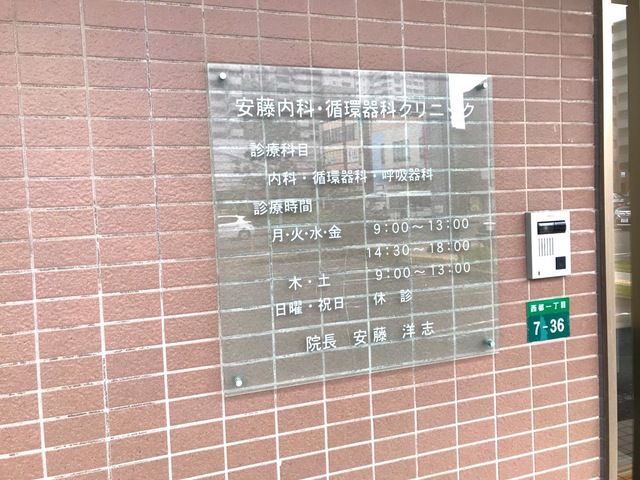 安藤内科・循環器科クリニック
診療科目
内科・循環器科・呼吸器科
診療時間
月・火・水・金 9:00〜13:00
14:30〜18:00
木・土 9:00〜13:00
日曜・祝日 休診
院長 安藤 洋志
西都一丁目
7-36